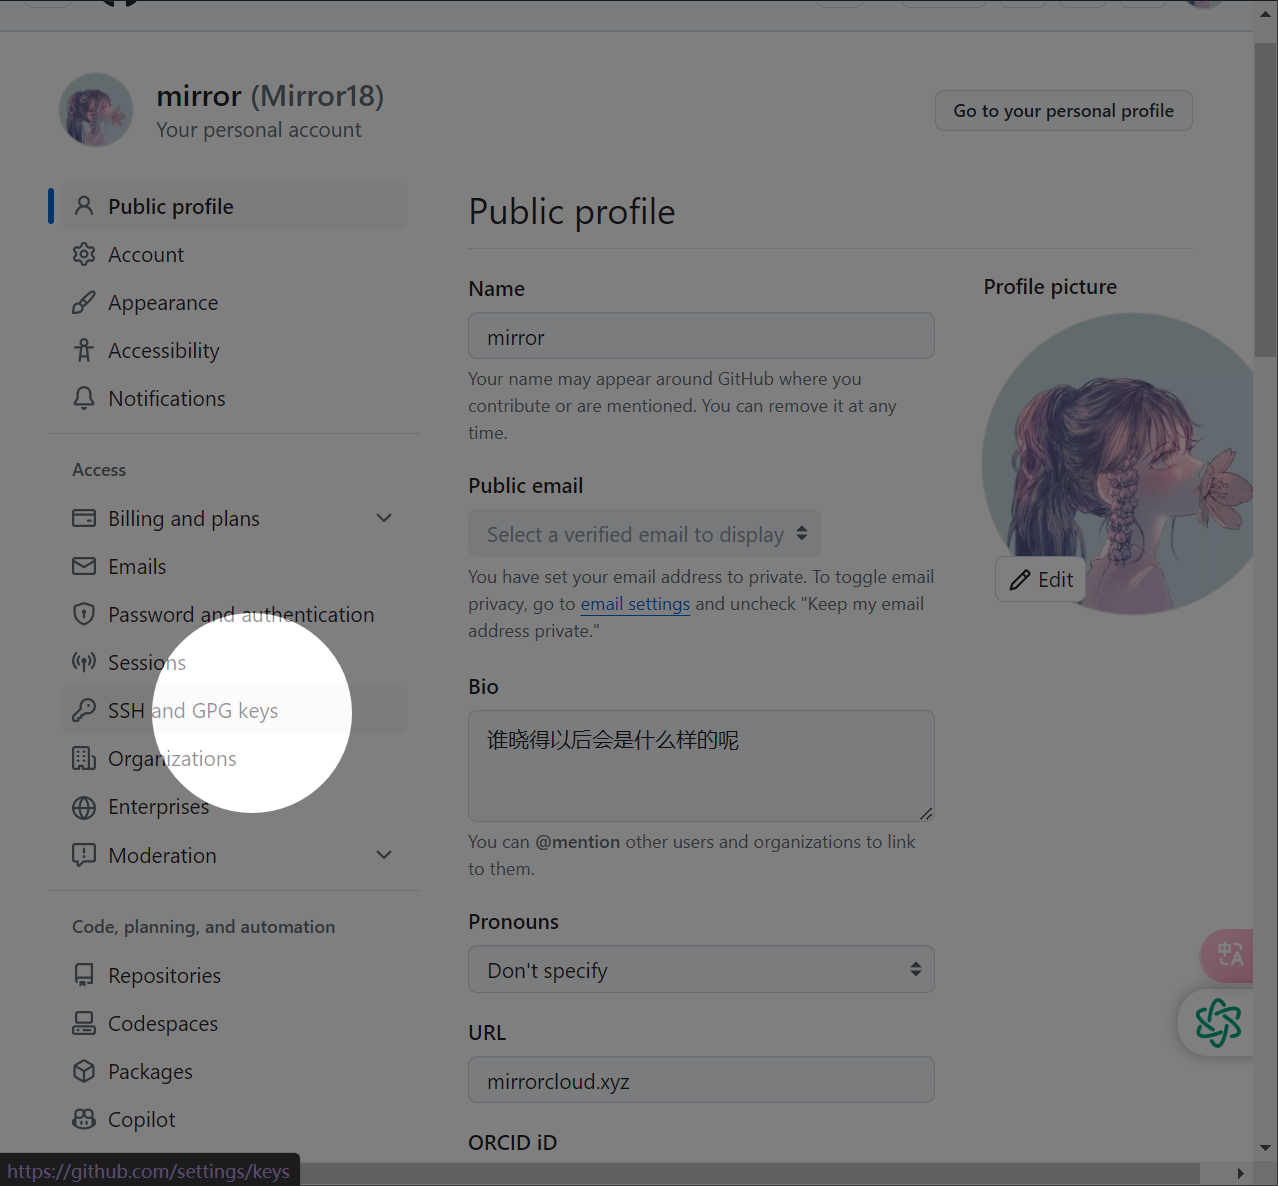 mirror (Mirror18)
Your personal account
Go to your personal profile
Public profile
Account
Appearance
Accessibility
Notifications
Access
Billing and plans
Emails
Password and authentication
Sessions
SSH and GPG keys
Organizations
Enterprises
Moderation
Code, planning, and automation
Repositories
Codespaces
Packages
Copilot
https://github.com/settings/keys
Public profile
Name
mirror
Your name may appear around GitHub where you
contribute or are mentioned. You can remove it at any
time.
Public email
Select a verified email to display
You have set your email address to private. To toggle email
privacy, go to email settings and uncheck "Keep my email
address private."
Bio
谁晓得以后会是什么样的呢
You can @mention other users and organizations to link
to them.
Pronouns
Don't specify
URL
mirrorcloud.xyz
ORCID iD
Profile picture
Edit
中A